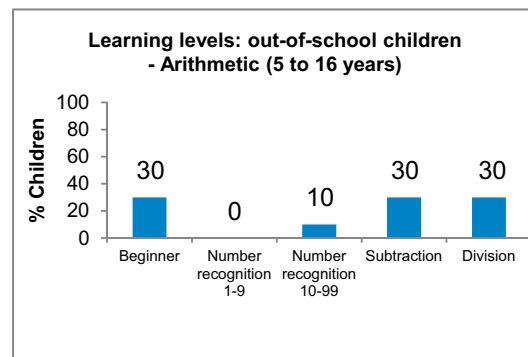 Learning levels: out-of-school children
- Arithmetic (5 to 16 years)
% Children
100
80
60
40
20
0
30
0
10
30
30
Beginner
Number
recognition
1-9
Number
recognition
10-99
Subtraction
Division